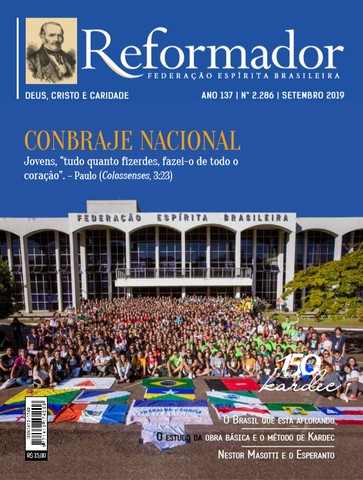 Reformador
FEDERAÇÃO ESPÍRITA BRASILEIRA
DEUS, CRISTO E CARIDADE
ANO 137 | Nº 2.286 | SETEMBRO 2019
CONBRAJE NACIONAL
Jovens, “tudo quanto fizerdes, fazei-o de todo o
coração”. – Paulo (Colossenses, 3:23)
FEDERAÇÃO ESPÍRITA BRASILEIRA
150
kardec
O Brasil que está aflorando
O estudo da obra básica e o método de Kardec
Nestor Masotti e o Esperanto
R$ 15,00